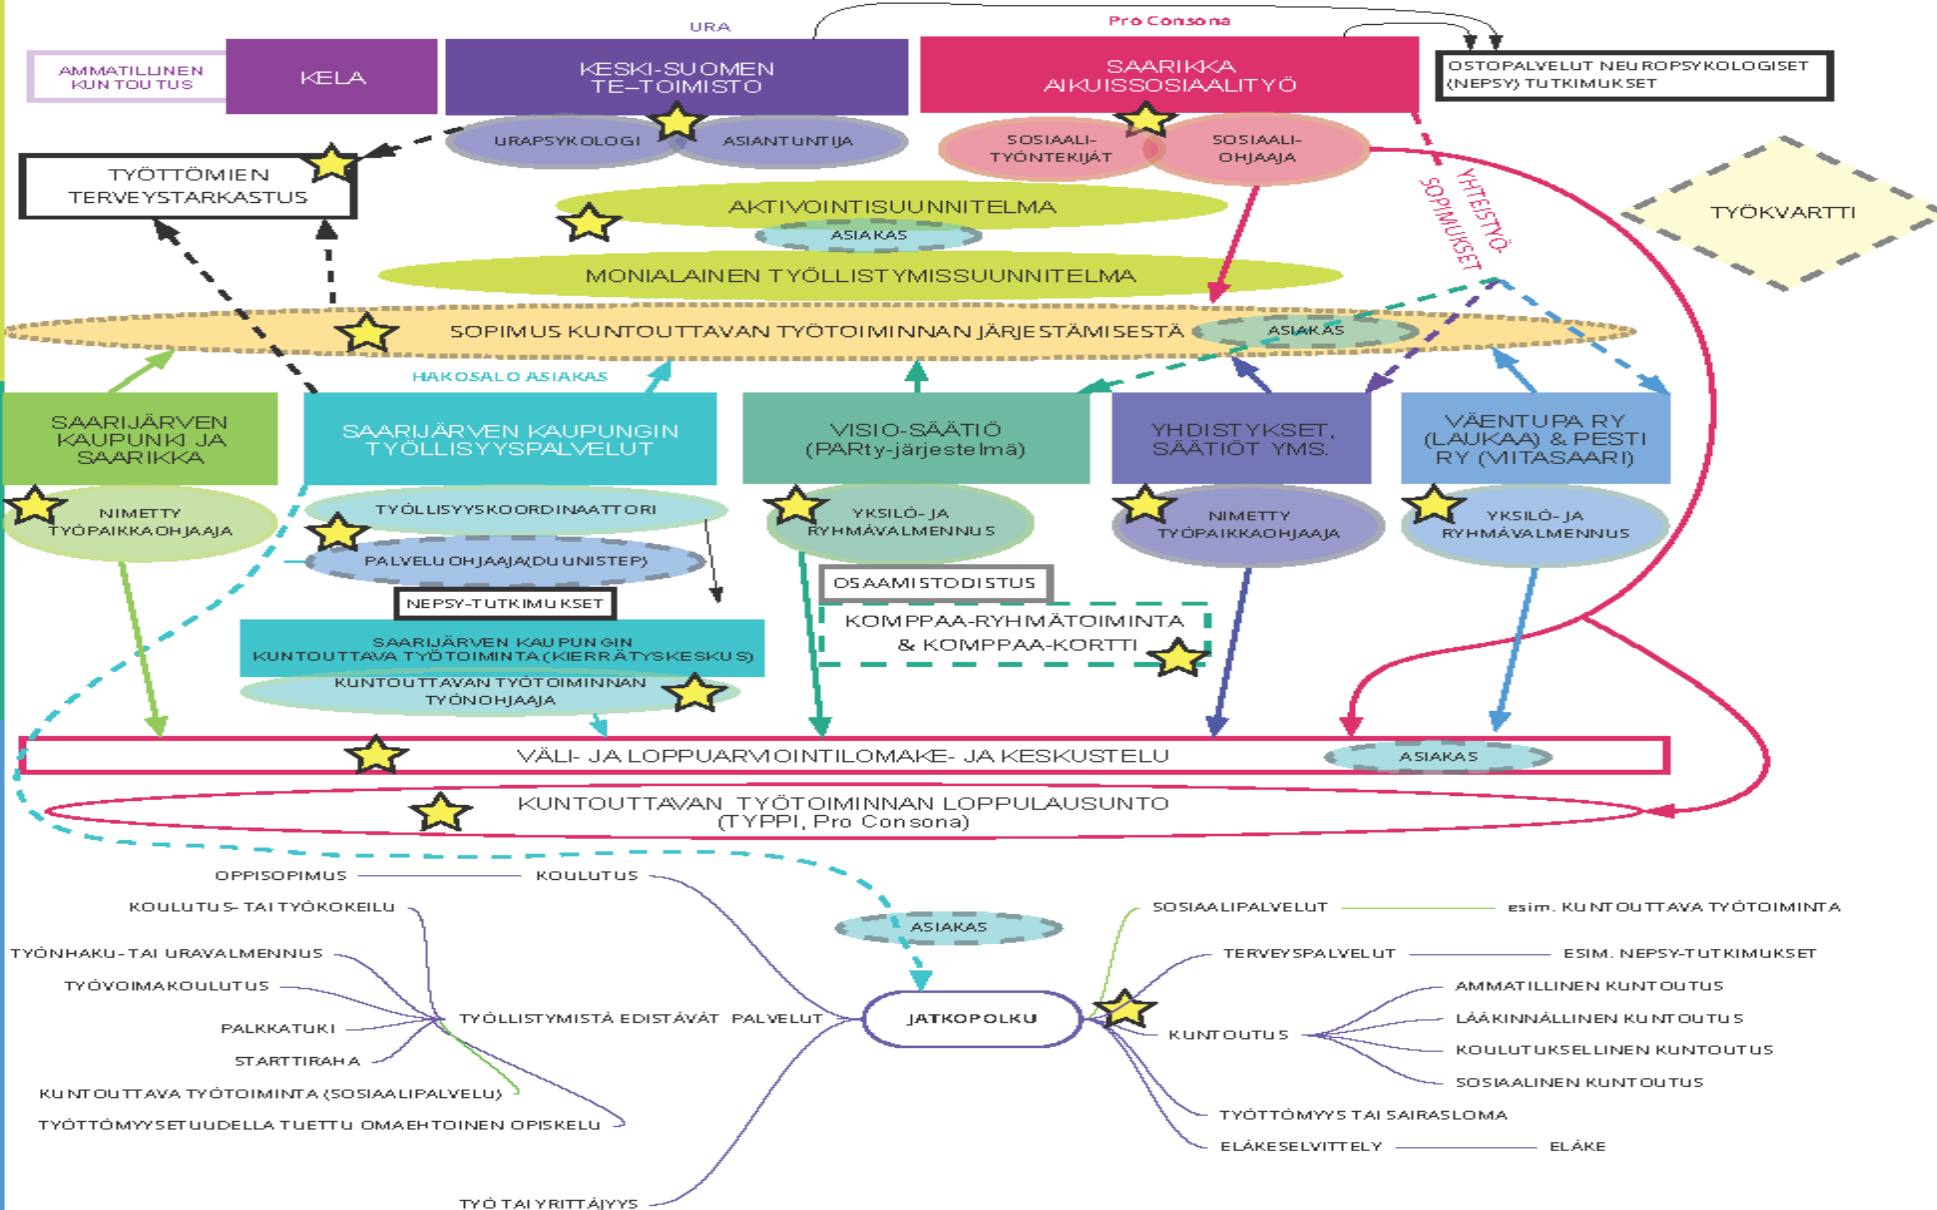 URA
Pro Consona
AMMATILLINEN
KUNTOUTUS
KELA
KESKI-SUOMEN
TE–TOIMISTO
SAARIKKA
AIKUISSOSIAALITYÖ
OSTOPALVELUT NEUROPSYKOLOGISET
(NEPSY) TUTKIMUKSET
URAPSYKOLOGI
ASIANTUNTIJA
SOSIAALI-
TYÖNTEKIJÄT
SOSIAALI-
OHJAAJA
TYÖTTÖMIEN
TERVEYSTARKASTUS
YHTEISTYÖ-
SOPIMUKSET
TYÖKVARTTI
AKTIVOINTISUUNNITELMA
ASIAKAS
MONIALAINEN TYÖLLISTYMISSUUNNITELMA
SOPIMUS KUNTOUTTAVAN TYÖTOIMINNAN JÄRJESTÄMISESTÄ
ASIAKAS
HAKOSALO ASIAKAS
SAARIJÄRVEN
KAUPUNKI JA
SAARIKKA
SAARIJÄRVEN KAUPUNGIN
TYÖLLISYYSPALVELUT
VISIO-SÄÄTIÖ
(PARty-järjestelmä)
YHDISTYKSET,
SÄÄTIÖT YMS.
VÄENTUPA RY
(LAUKAA) & PESTI
RY (VIITASAARI)
NIMETTY
TYÖPAIKKAOHJAAJA
TYÖLLISYYSKOORDINAATTORI
PALVELUOHJAAJA(DUUNISTEP)
NEPSY-TUTKIMUKSET
YKSILÖ- JA
RYHMÄVALMENNUS
NIMETTY
TYÖPAIKKAOHJAAJA
YKSILÖ- JA
RYHMÄVALMENNUS
OSAAMISTODISTUS
KOMPPAA-RYHMÄTOIMINTA
& KOMPPAA-KORTTI
SAARIJÄRVEN KAUPUNGIN
KUNTOUTTAVA TYÖTOIMINTA (KIERRÄTYSKESKUS)
KUNTOUTTAVAN TYÖTOIMINNAN
TYÖNOHJAAJA
VÄLI- JA LOPPUARVIOINTILOMAKE- JA KESKUSTELU
ASIAKAS
KUNTOUTTAVAN TYÖTOIMINNAN LOPPULAUSUNTO
(TYPPI, Pro Consona)
OPPISOPIMUS
KOULUTUS
KOULUTUS- TAI TYÖKOKEILU
TYÖNHAKU- TAI URAVALMENNUS
TYÖVOIMAKOULUTUS
PALKKATUKI
STARTTIRAHA
KUNTOUTTAVA TYÖTOIMINTA (SOSIAALIPALVELU)
TYÖTTÖMYYSETUUDELLA TUETTU OMAEHTOINEN OPISKELU
TYÖLLISTYMISTÄ EDISTÄVÄT PALVELUT
TYÖ TAI YRITTÄJYYS
ASIAKAS
JATKOPOLKU
SOSIAALIPALVELUT
esim. KUNTOUTTAVA TYÖTOIMINTA
TERVEYSPALVELUT
ESIM. NEPSY-TUTKIMUKSET
KUNTOUTUS
AMMATILLINEN KUNTOUTUS
LÄÄKINNÄLLINEN KUNTOUTUS
KOULUTUKSELLINEN KUNTOUTUS
SOSIAALINEN KUNTOUTUS
TYÖTTÖMYYS TAI SAIRASLOMA
ELÄKESELVITTELY
ELÄKE